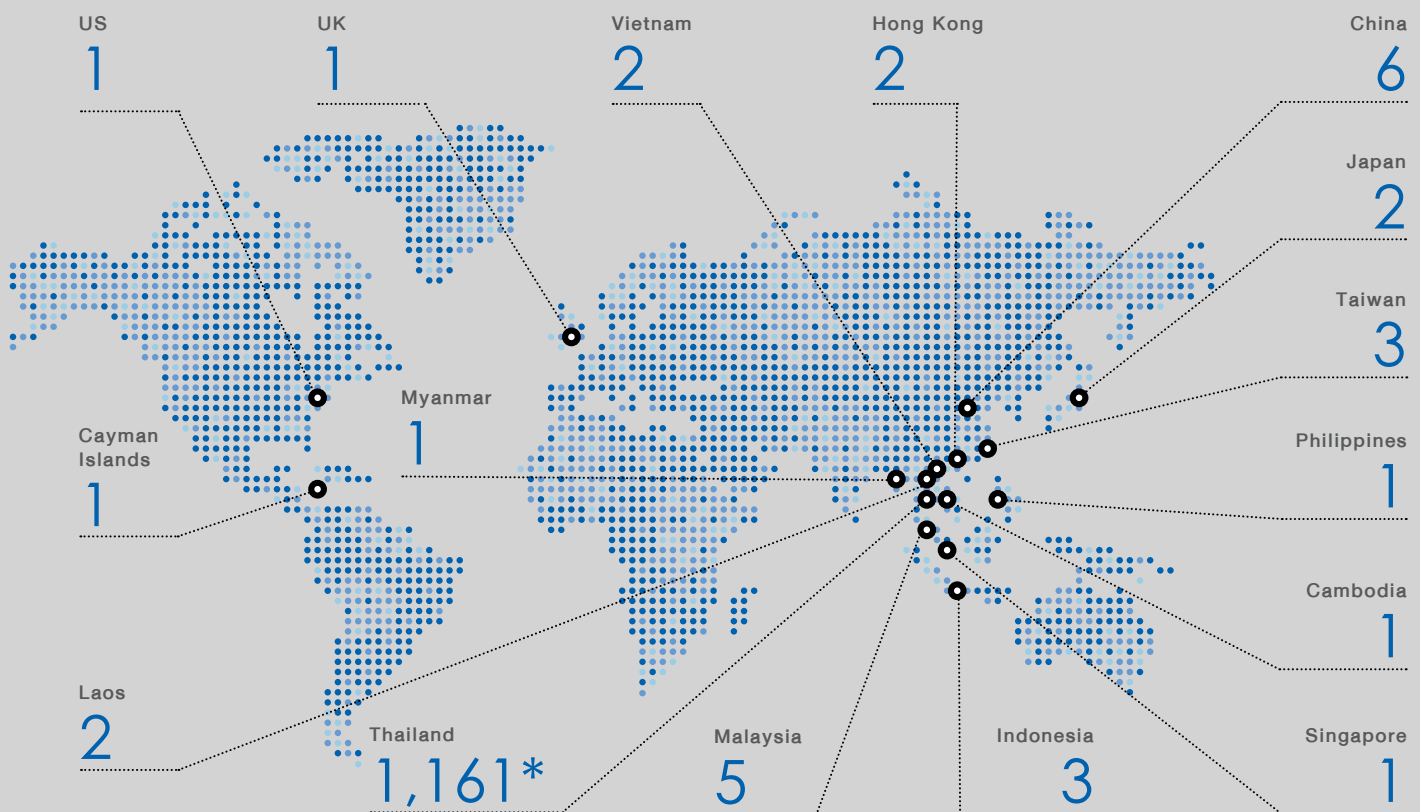 US
1
UK
1
Vietnam
2
Hong Kong
2
China
6
Japan
2
Taiwan
3
Myanmar
1
Cayman
Islands
1
Philippines
1
Cambodia
1
Laos
2
Thailand
1,161*
Malaysia
5
Indonesia
3
Singapore
1